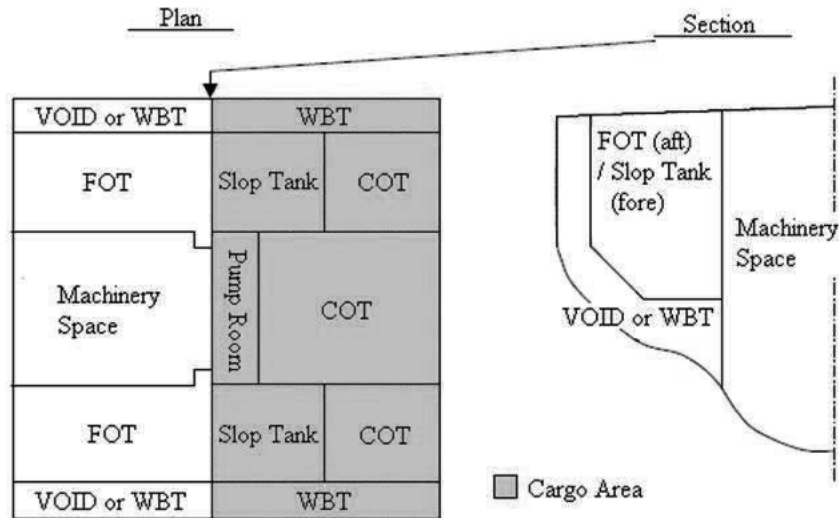 Plan
Section
VOID or WBT
WBT
FOT
Slop Tank
COT
Machinery
Space
Pump Room
COT
FOT
Slop Tank
COT
VOID or WBT
WBT
FOT (aft)
/ Slop Tank
(fore)
Machinery
Space
VOID or WBT
Cargo Area